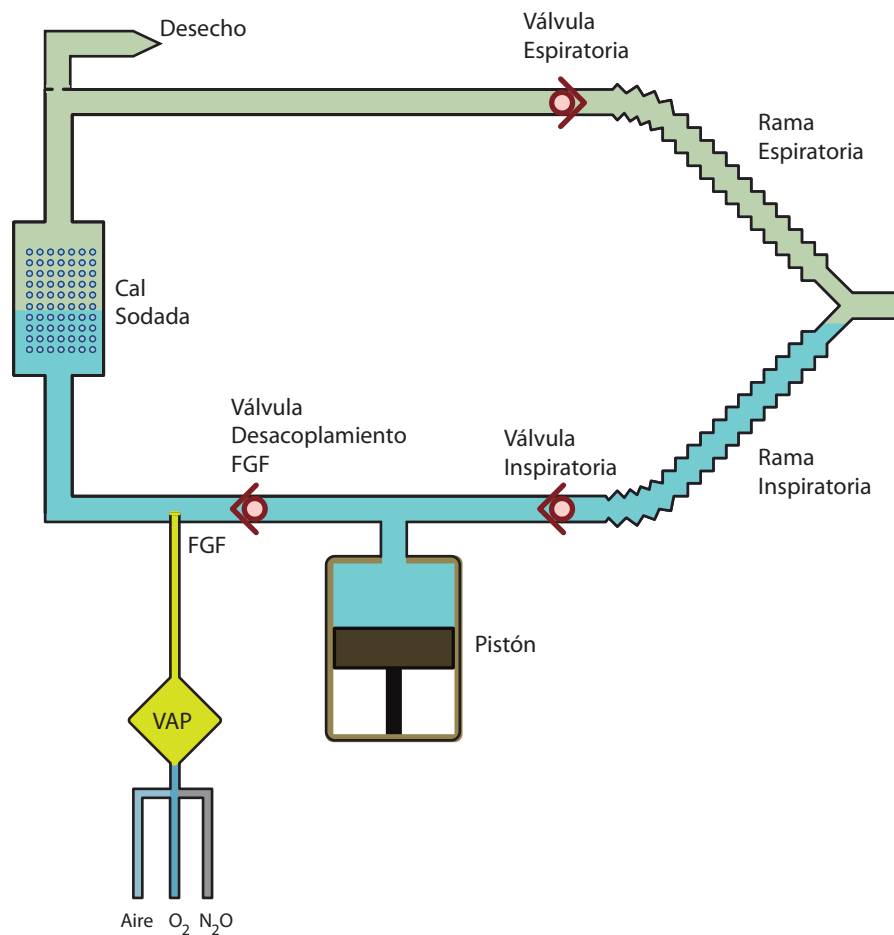 Desecho
Válvula
Espiratoria
Rama
Espiratoria
Cal
Sodada
Válvula
Desacoplamiento
FGF
Válvula
Inspiratoria
Rama
Inspiratoria
FGF
Pistón
VAP
Aire O₂ N₂O